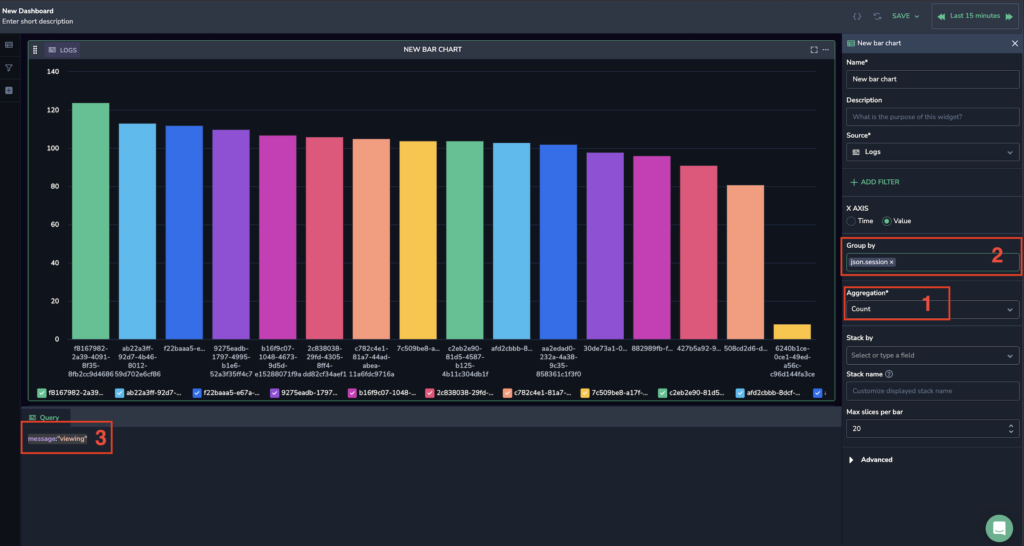 New Dashboard
Enter short description
SAVE
Last 15 minutes
LOGS
NEW BAR CHART
140
120
100
80
60
40
20
0
f8167982-2a39-4091-8f35-8fb2cc9d4686
ab22a3ff-92d7-4b46-8012-59d702e6cf86
f22baaa5-e...
9275eadb-1797-4995-b1e6-52a3f35ff4c7
b16f9c07-1048-4673-9d5d-e15288071f9a
2c838038-29fd-4305-8ff4-dd82cf34aef1
c782c4e1-81a7-44ad-abea-11a6fdc9716a
7c509be8-a...
c2eb2e90-81d5-4587-b125-4b11c304db1f
afd2cbbb-8...
aa2edad0-232a-4a38-9c35-858361c1f3f0
30de73a1-0...
882989fb-f...
427b5a92-9...
508cd2d6-d...
6240b1ce-0ce1-49ed-a56c-c96d144fa3ce
f8167982-2a39...
ab22a3ff-92d7-...
f22baaa5-e67a-...
9275eadb-1797...
b16f9c07-1048-...
2c838038-29fd-...
c782c4e1-81a7-...
7c509be8-a17f-...
c2eb2e90-81d5...
afd2cbbb-8dcf-...
Query
message:"viewing"
3
New bar chart
Name*
New bar chart
Description
What is the purpose of this widget?
Source*
Logs
ADD FILTER
X AXIS
Time
Value
Group by
json.session ×
2
Aggregation*
Count
1
Stack by
Select or type a field
Stack name
Customize displayed stack name
Max slices per bar
20
Advanced